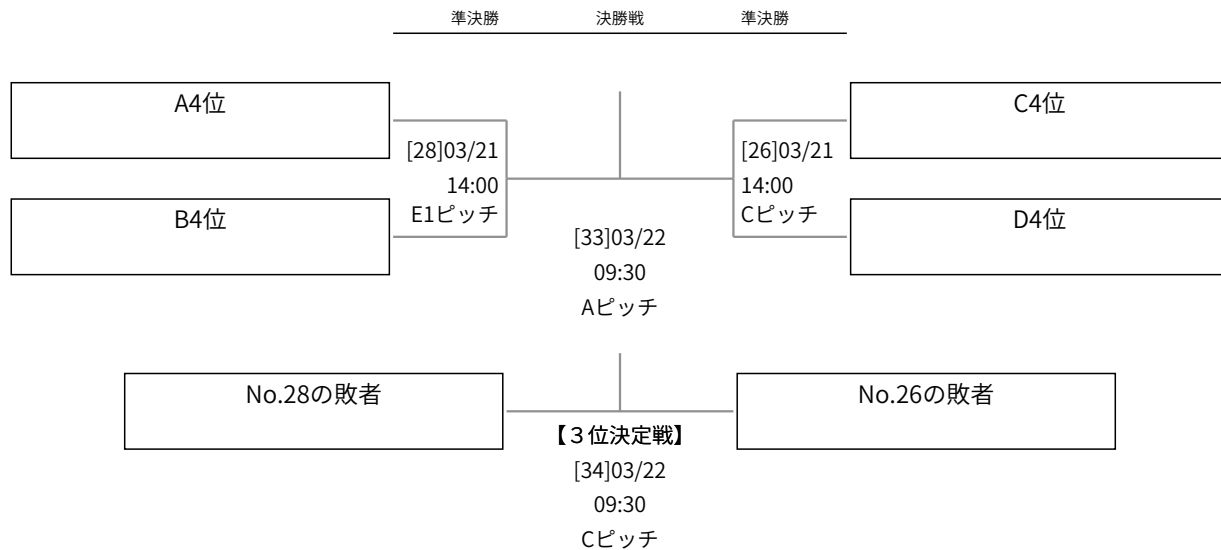 準決勝 決勝戦 準決勝
A4位
C4位
[28]03/21
14:00
E1ピッチ
[26]03/21
14:00
Cピッチ
B4位
D4位
[33]03/22
09:30
Aピッチ
No.28の敗者
No.26の敗者
【３位決定戦】
[34]03/22
09:30
Cピッチ